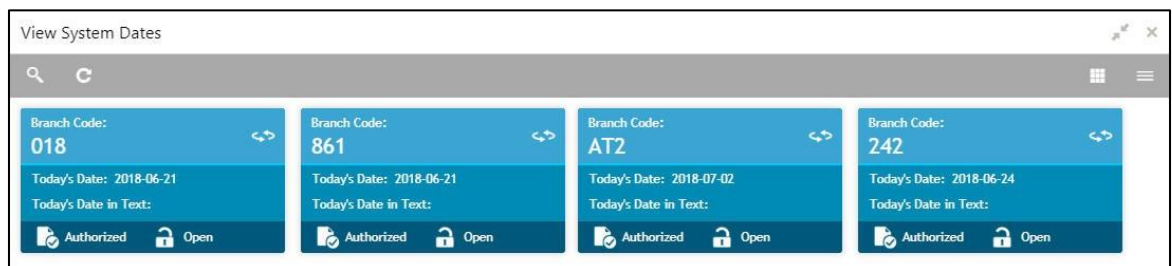 View System Dates
Branch Code:
018
Today's Date: 2018-06-21
Today's Date in Text:
Authorized Open
Branch Code:
861
Today's Date: 2018-06-21
Today's Date in Text:
Authorized Open
Branch Code:
AT2
Today's Date: 2018-07-02
Today's Date in Text:
Authorized Open
Branch Code:
242
Today's Date: 2018-06-24
Today's Date in Text:
Authorized Open